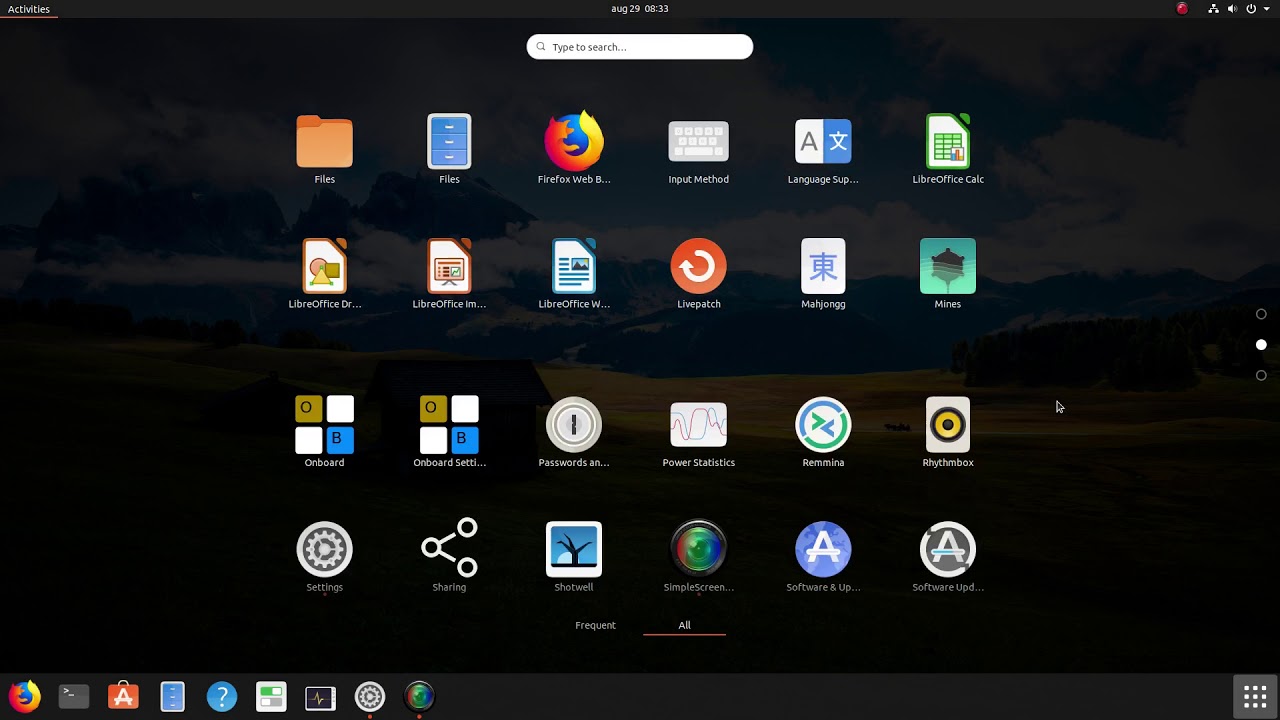 Activities
aug 29 08:33
Type to search...
Files
Files
Firefox Web B...
Input Method
Language Sup...
LibreOffice Calc
A 文
LibreOffice Dr...
LibreOffice Im...
LibreOffice W...
Livepatch
東
Mahjongg
Mines
O
B
Onboard
O
B
Onboard Setti...
Passwords an...
Power Statistics
Remmina
Rhythmbox
Settings
Sharing
Shotwell
SimpleScreen...
Software & Up...
Software Upd...
Frequent
All
>_
?